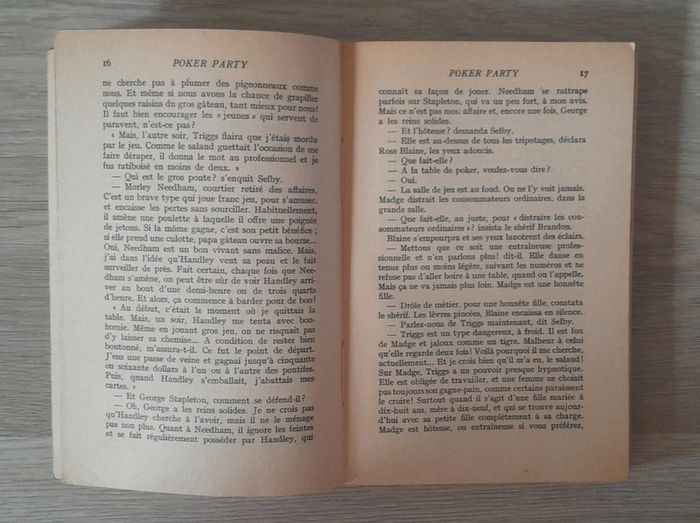 16 POKER PARTY
ne cherche pas à plumer des pigeonneaux comme
nous. Et même si nous avons la chance de grapiller
quelques raisins du gros gâteau, tant mieux pour nous!
Il faut bien encourager les « jeunes » qui servent de
paravent, n'est-ce pas?
« Mais, l'autre soir, Triggs flaira que j'étais mordu
par le jeu. Comme le salaud guettait l'occasion de me
faire déraper, il donna le mot au professionnel et je
fus ratiboisé en moins de deux. »
— Qui est le gros ponte? s'enquit Selby.
— Morley Needham, courtier retiré des affaires.
C'est un brave type qui joue franc jeu, pour s'amuser,
et encaisse les pertes sans sourciller. Habituellement,
il amène une poulette à laquelle il offre une poignée
de jetons. Si la môme gagne, c'est son petit bénéfice;
si elle prend une culotte, papa gâteau ouvre sa bourse...
Oui, Needham est un bon vivant sans malice. Mais,
j'ai dans l'idée qu'Handley veut sa peau et le fait
surveiller de près. Fait certain, chaque fois que Nee-
dham s'amène, on peut être sûr de voir Handley arri-
ver au bout d'une demi-heure ou de trois quarts
d'heure. Et alors, ça commence à barder pour de bon!
« Au début, c'était le moment où je quittais la
table. Mais, un soir, Handley me tenta avec bon-
homie. Même en jouant gros jeu, on ne risquait pas
d'y laisser sa chemise... A condition de rester bien
boutonné, m'assura-t-il. Ce fut le point de départ.
J'eus une passe de veine et gagnai jusqu'à cinquante
ou soixante dollars à l'un ou à l'autre des pontifes.
Puis, quand Handley s'emballait, j'abattais mes
cartes. »
— Et George Stapleton, comment se défend-il?
— Oh, George a les reins solides. Je ne crois pas
qu'Handley cherche à l'avoir, mais il ne le ménage
pas non plus. Quant à Needham, il ignore les feintes
et se fait régulièrement posséder par Handley, qui
POKER PARTY 17
connaît sa façon de jouer. Needham se rattrape
parfois sur Stapleton, qui va un peu fort, à mon avis.
Mais ce n'est pas mon affaire et, encore une fois, George
a les reins solides.
— Et l'hôtesse? demanda Selby.
— Elle est au-dessus de tous les tripotages, déclara
Ross Blaine, les yeux adoucis.
— Que fait-elle?
— A la table de poker, voulez-vous dire?
— Oui.
— La salle de jeu est au fond. On ne l'y voit jamais.
Madge distrait les consommateurs ordinaires, dans la
grande salle.
— Que fait-elle, au juste, pour « distraire les con-
sommateurs ordinaires »? insista le shérif Brandon.
Blaine s'empourpra et ses yeux lancèrent des éclairs.
— Mettons que ce soit une entraîneuse profes-
sionnelle et n'en parlons plus! dit-il. Elle danse en
tenue plus ou moins légère, suivant les numéros et ne
refuse pas d'aller boire à une table, quand on l'appelle.
Mais ça ne va jamais plus loin. Madge est une honnête
fille.
— Drôle de métier, pour une honnête fille, constata
le shérif. Les lèvres pincées, Blaine encaissa en silence.
— Parlez-nous de Triggs maintenant, dit Selby.
— Triggs est un type dangereux, à froid. Il est fou
de Madge et jaloux comme un tigre. Malheur à celui
qu'elle regarde deux fois! Voilà pourquoi il me cherche,
actuellement... Et je crois bien qu'il m'a eu, le salaud!
Sur Madge, Triggs a un pouvoir presque hypnotique.
Elle est obligée de travailer, et une femme ne choisit
pas toujours son gagne-pain, comme certains paraissent
le croire! Surtout quand il s'agit d'une fille mariée à
dix-huit ans, mère à dix-neuf, et qui se trouve aujour-
d'hui avec sa petite fille complètement à sa charge.
Madge est hôtesse, ou entraîneuse si vous préférez,